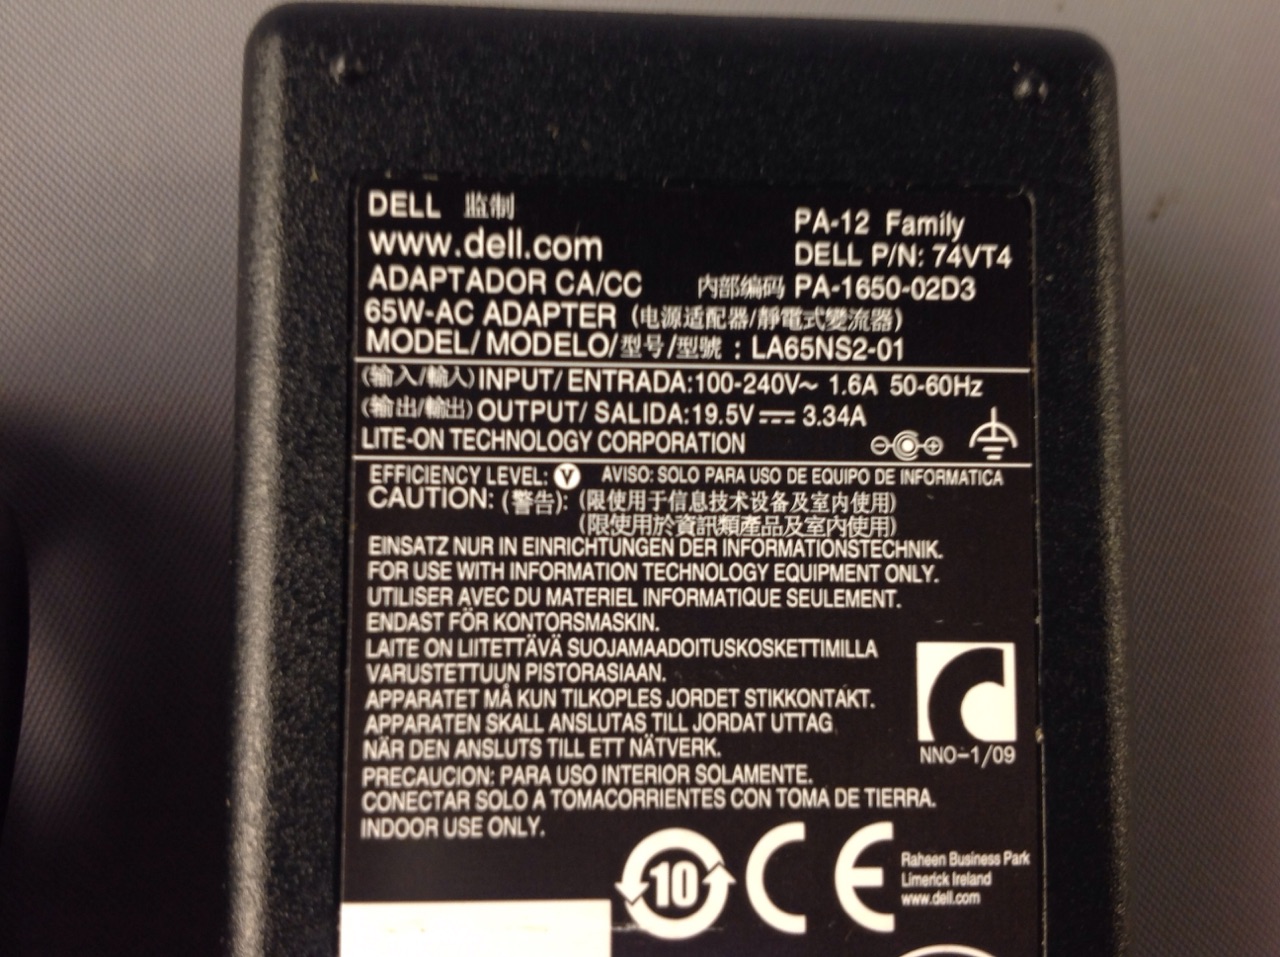 DELL 监制
PA-12 Family
www.dell.com
DELL P/N: 74VT4
ADAPTADOR CA/CC 内部编码 PA-1650-02D3
65W-AC ADAPTER (电源适配器/靜電式變流器)
MODEL/ MODELO/型号/型號 : LA65NS2-01
(输入/輸入) INPUT/ ENTRADA:100-240V~ 1.6A 50-60Hz
(输出/輸出) OUTPUT/ SALIDA:19.5V⎓ 3.34A
LITE-ON TECHNOLOGY CORPORATION
EFFICIENCY LEVEL: V AVISO: SOLO PARA USO DE EQUIPO DE INFORMATICA
CAUTION: (警告): (限使用于信息技术设备及室内使用)
(限使用於資訊類產品及室內使用)
EINSATZ NUR IN EINRICHTUNGEN DER INFORMATIONSTECHNIK.
FOR USE WITH INFORMATION TECHNOLOGY EQUIPMENT ONLY.
UTILISER AVEC DU MATERIEL INFORMATIQUE SEULEMENT.
ENDAST FÖR KONTORSMASKIN.
LAITE ON LIITETTÄVÄ SUOJAMAADOITUSKOSKETTIMILLA
VARUSTETTUUN PISTORASIAAN.
APPARATET MÅ KUN TILKOPLES JORDET STIKKONTAKT.
APPARATEN SKALL ANSLUTAS TILL JORDAT UTTAG
NÄR DEN ANSLUTS TILL ETT NÄTVERK.
NNO-1/09
PRECAUCION: PARA USO INTERIOR SOLAMENTE.
CONECTAR SOLO A TOMACORRIENTES CON TOMA DE TIERRA.
INDOOR USE ONLY.
10 CE
Raheen Business Park
Limerick Ireland
www.dell.com